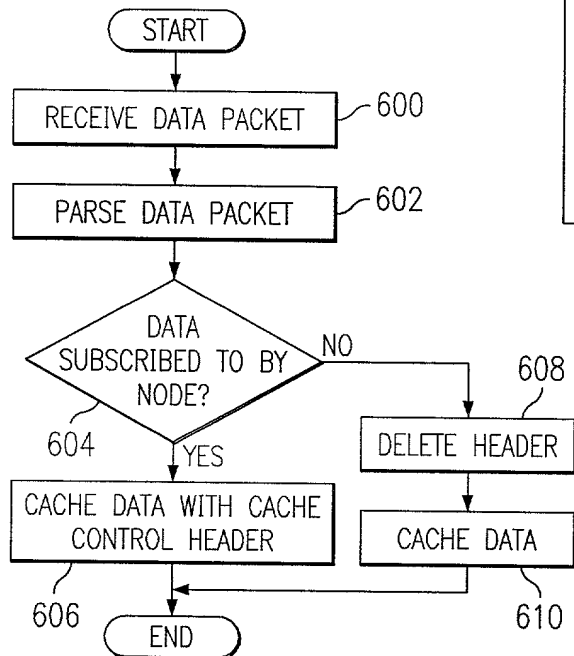 START
RECEIVE DATA PACKET
600
PARSE DATA PACKET
602
DATA
SUBSCRIBED TO BY
NODE?
604
NO
YES
608
DELETE HEADER
CACHE DATA WITH CACHE
CONTROL HEADER
606
CACHE DATA
610
END